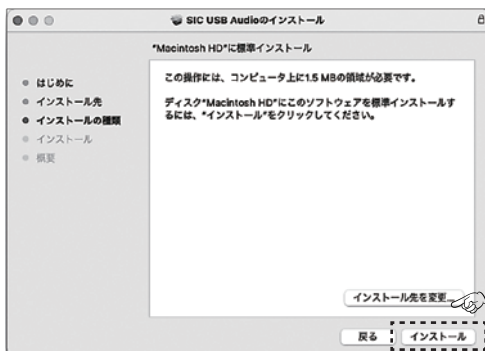 SIC USB Audioのインストール
"Macintosh HD"に標準インストール
はじめに
インストール先
インストールの種類
インストール
概要
この操作には、コンピュータ上に1.5 MBの領域が必要です。
ディスク"Macintosh HD"にこのソフトウェアを標準インストールす
るには、"インストール"をクリックしてください。
インストール先を変更...
戻る
インストール